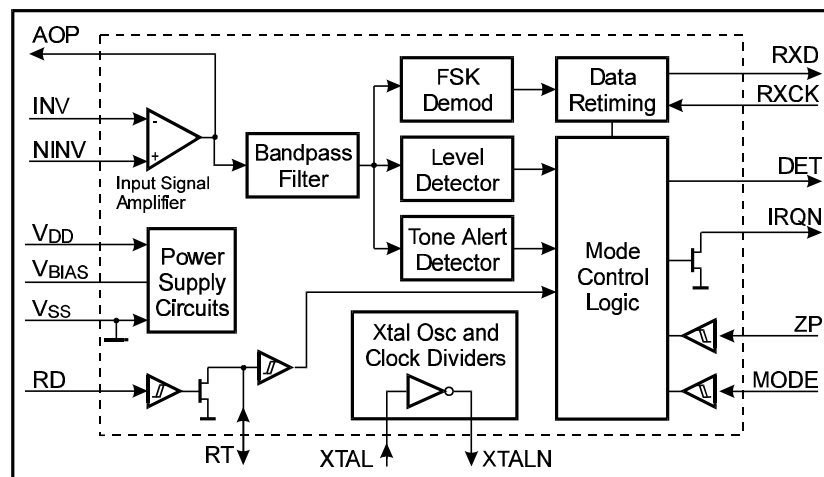 AOP
INV
NINV
-
+
Input Signal
Amplifier
Bandpass
Filter
FSK
Demod
Level
Detector
Tone Alert
Detector
Data
Retiming
RXD
RXCK
Mode
Control
Logic
DET
IRQN
ZP
MODE
VDD
VBIAS
VSS
Power
Supply
Circuits
RD
RT
Xtal Osc and
Clock Dividers
XTAL
XTALN